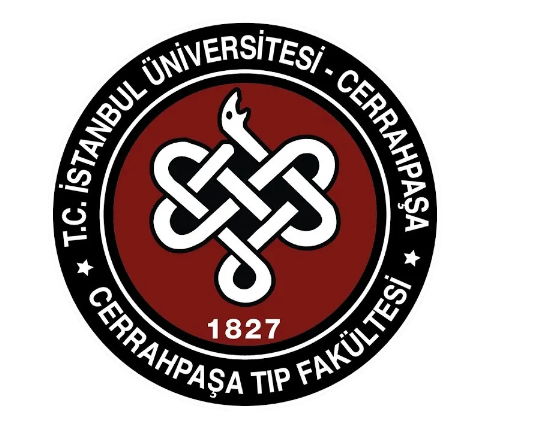 T.C. İSTANBUL ÜNİVERSİTESİ - CERRAHPAŞA
★ CERRAHPAŞA TIP FAKÜLTESİ ★
1827